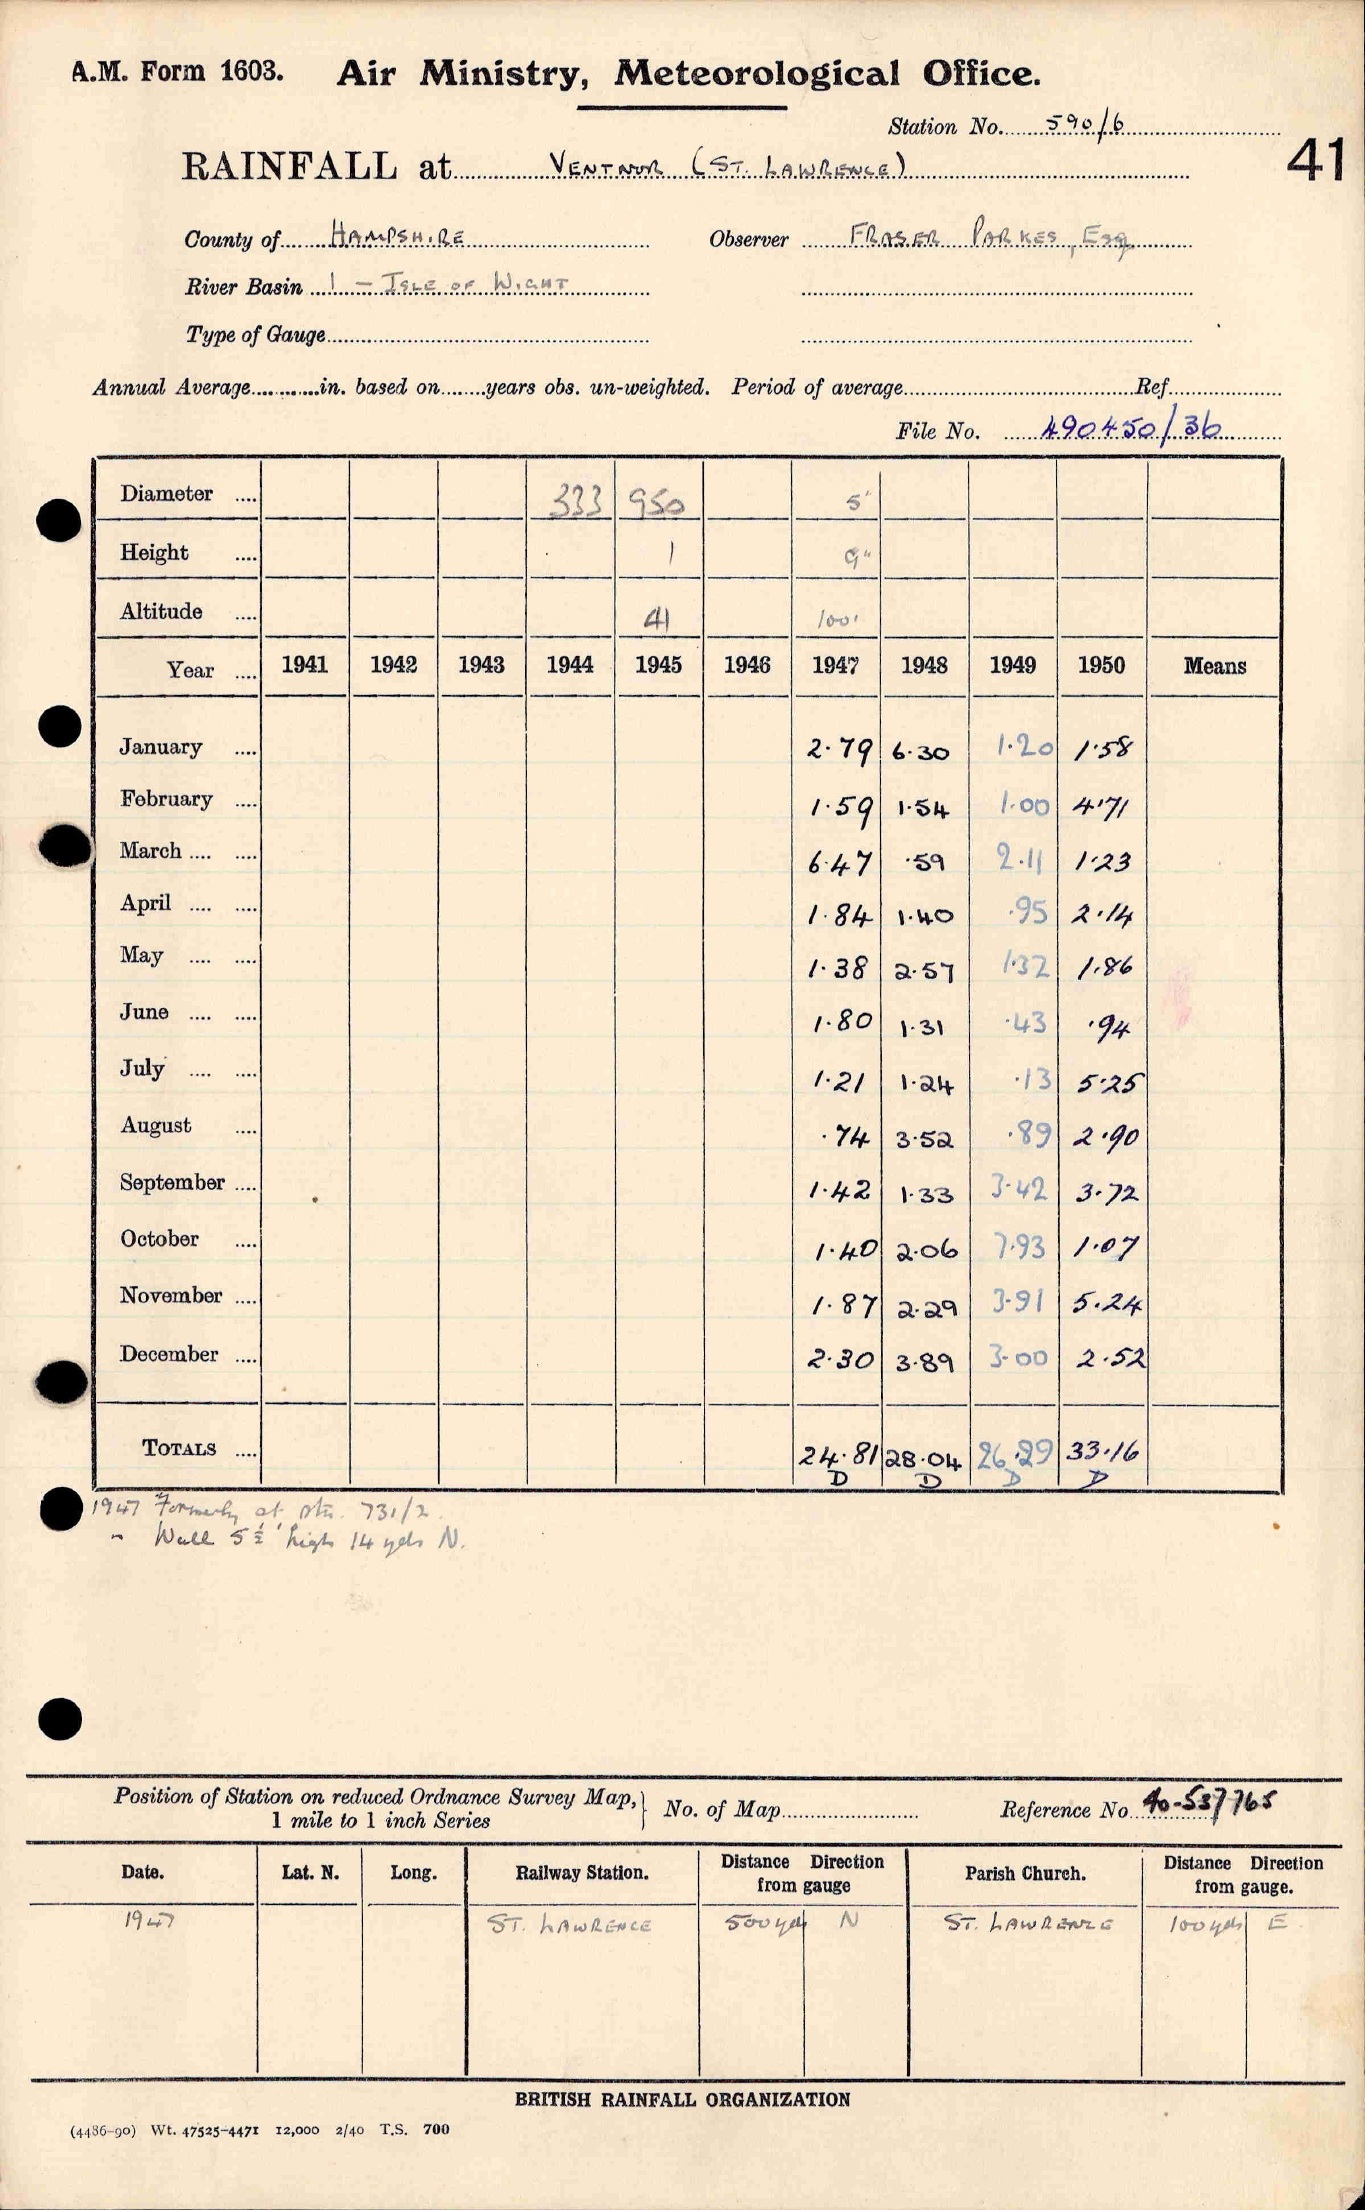 A.M. Form 1603. Air Ministry, Meteorological Office.
Station No. 590/6
RAINFALL at VENTNOR (ST. LAWRENCE) 41
County of HAMPSHIRE Observer FRASER PARKES, Esq
River Basin 1 - ISLE OF WIGHT
Type of Gauge
Annual Average in. based on years obs. un-weighted. Period of average Ref.
File No. 490450/36
Diameter 333 950 5"
Height 1 9"
Altitude 41 100'
Year 1941 1942 1943 1944 1945 1946 1947 1948 1949 1950 Means
January 2.79 6.30 1.20 1.58
February 1.59 1.54 1.00 4.71
March 6.47 .59 2.11 1.23
April 1.84 1.40 .95 2.14
May 1.38 2.57 1.32 1.86
June 1.80 1.31 .43 .94
July 1.21 1.24 .13 5.25
August .74 3.52 .89 2.90
September 1.42 1.33 3.42 3.72
October 1.40 2.06 7.93 1.07
November 1.87 2.29 3.91 5.24
December 2.30 3.89 3.00 2.52
TOTALS 24.81 28.04 26.29 33.16
D D D D
1947 Formerly at stn. 731/2.
" Wall 5½' high 14 yds N.
Position of Station on reduced Ordnance Survey Map, 1 mile to 1 inch Series } No. of Map Reference No. 40-537765
Date. Lat. N. Long. Railway Station. Distance Direction from gauge Parish Church. Distance Direction from gauge.
1947 ST. LAWRENCE 500 yds N ST. LAWRENCE 100 yds E.
BRITISH RAINFALL ORGANIZATION
(4486-90) Wt. 47525-4471 12,000 2/40 T.S. 700